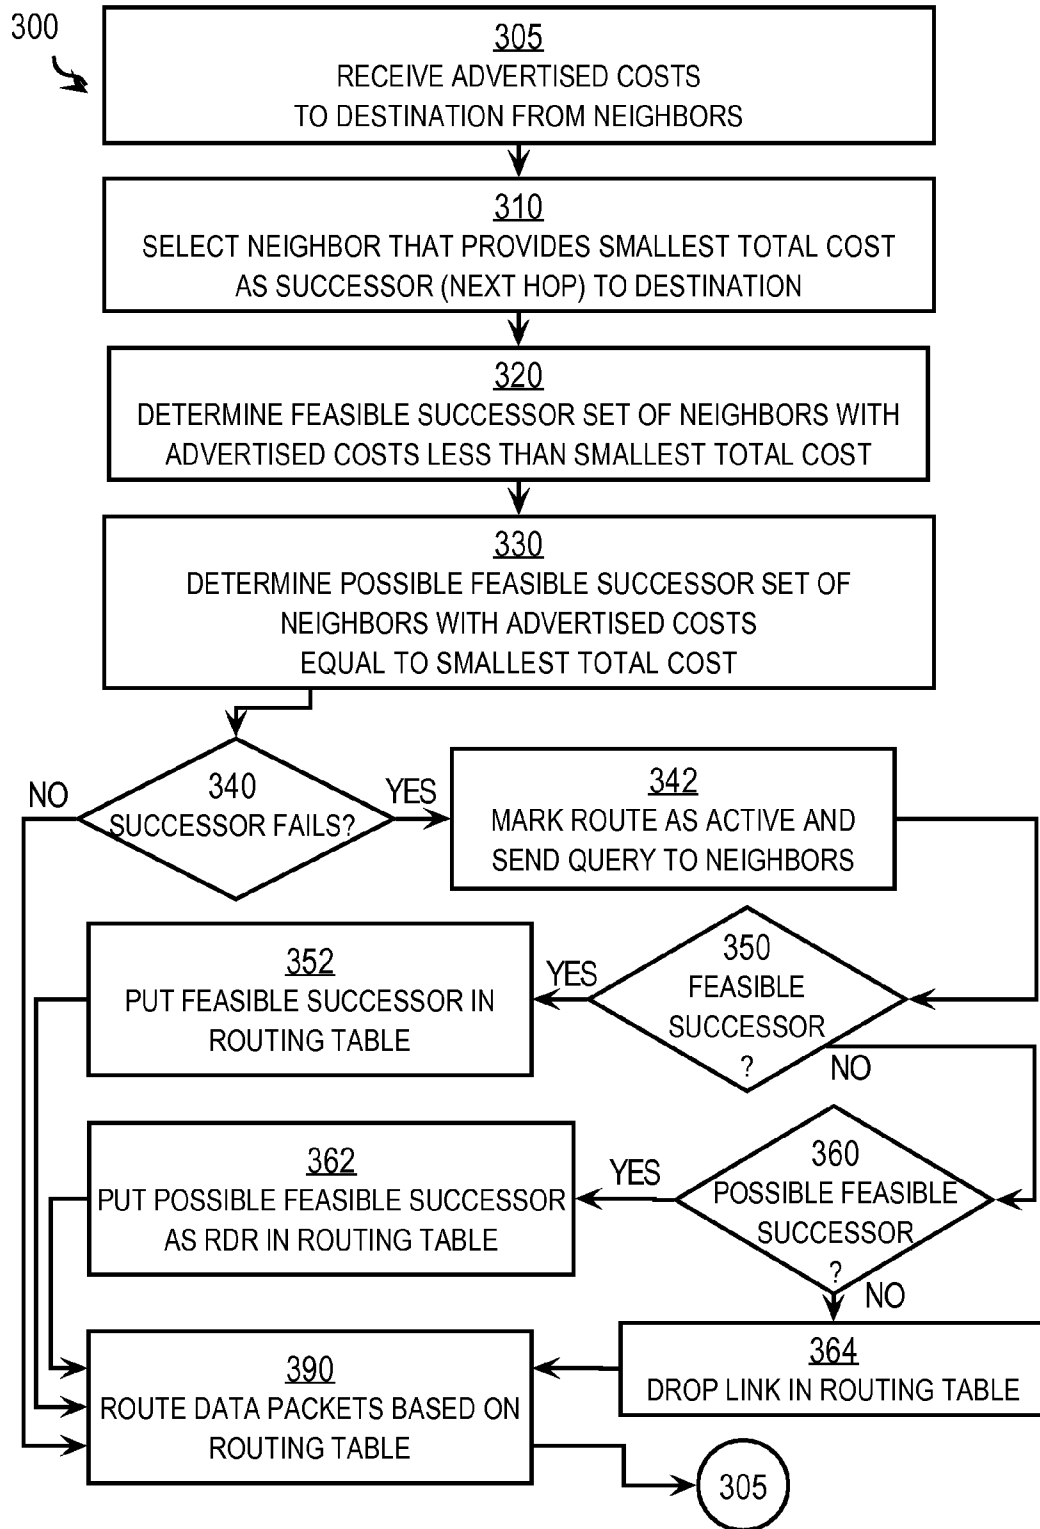 300
305
RECEIVE ADVERTISED COSTS
TO DESTINATION FROM NEIGHBORS
310
SELECT NEIGHBOR THAT PROVIDES SMALLEST TOTAL COST
AS SUCCESSOR (NEXT HOP) TO DESTINATION
320
DETERMINE FEASIBLE SUCCESSOR SET OF NEIGHBORS WITH
ADVERTISED COSTS LESS THAN SMALLEST TOTAL COST
330
DETERMINE POSSIBLE FEASIBLE SUCCESSOR SET OF
NEIGHBORS WITH ADVERTISED COSTS
EQUAL TO SMALLEST TOTAL COST
NO
340
SUCCESSOR FAILS?
YES
342
MARK ROUTE AS ACTIVE AND
SEND QUERY TO NEIGHBORS
350
FEASIBLE
SUCCESSOR
?
YES
NO
352
PUT FEASIBLE SUCCESSOR IN
ROUTING TABLE
360
POSSIBLE FEASIBLE
SUCCESSOR
?
YES
NO
362
PUT POSSIBLE FEASIBLE SUCCESSOR
AS RDR IN ROUTING TABLE
364
DROP LINK IN ROUTING TABLE
390
ROUTE DATA PACKETS BASED ON
ROUTING TABLE
305